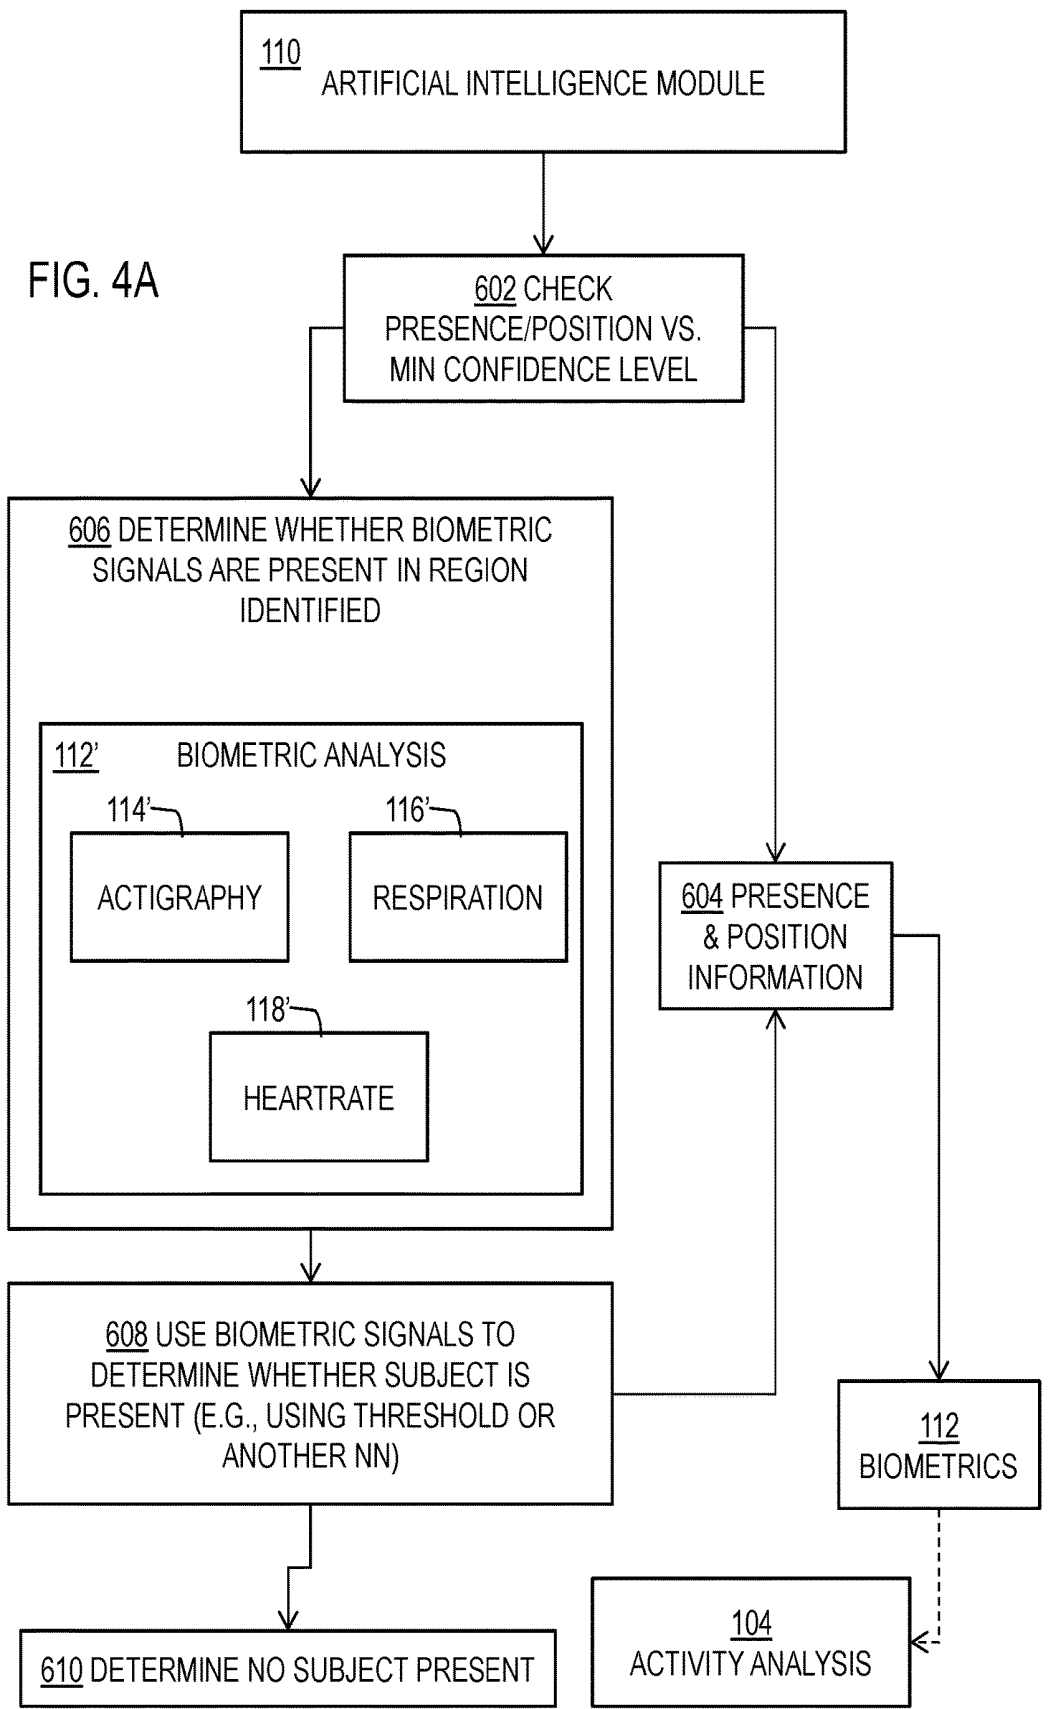 110
ARTIFICIAL INTELLIGENCE MODULE
FIG. 4A
602 CHECK
PRESENCE/POSITION VS.
MIN CONFIDENCE LEVEL
606 DETERMINE WHETHER BIOMETRIC
SIGNALS ARE PRESENT IN REGION
IDENTIFIED
112' BIOMETRIC ANALYSIS
114'
ACTIGRAPHY
116'
RESPIRATION
118'
HEARTRATE
604 PRESENCE
& POSITION
INFORMATION
608 USE BIOMETRIC SIGNALS TO
DETERMINE WHETHER SUBJECT IS
PRESENT (E.G., USING THRESHOLD OR
ANOTHER NN)
112
BIOMETRICS
104
ACTIVITY ANALYSIS
610 DETERMINE NO SUBJECT PRESENT